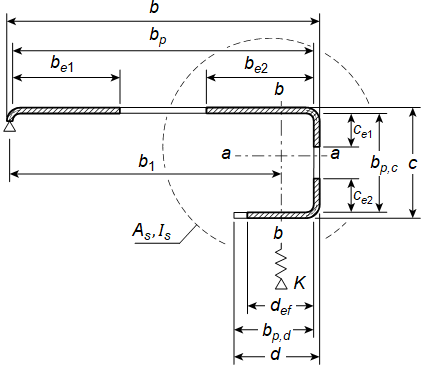 b
b_p
b_e1
b_e2
b
c_e1
a
a
b_p,c
c
b_1
c_e2
b
A_s, I_s
K
d_ef
b_p,d
d